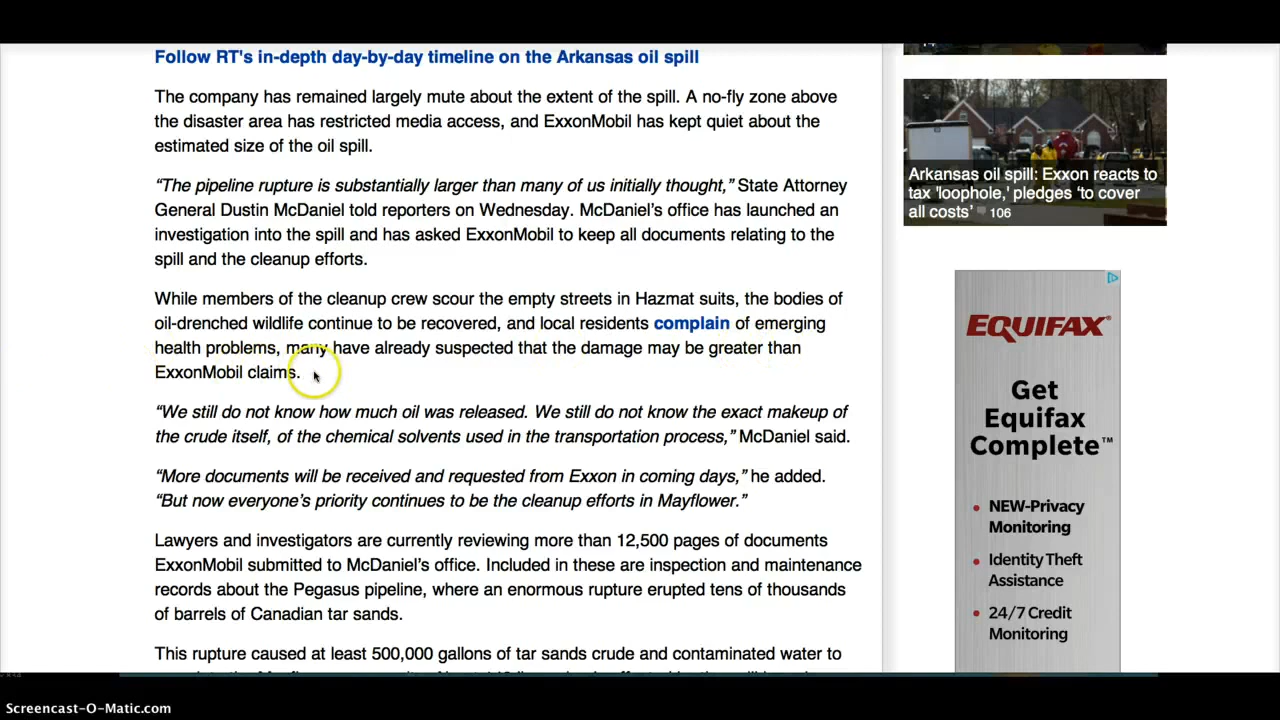 Follow RT's in-depth day-by-day timeline on the Arkansas oil spill
The company has remained largely mute about the extent of the spill. A no-fly zone above
the disaster area has restricted media access, and ExxonMobil has kept quiet about the
estimated size of the oil spill.
“The pipeline rupture is substantially larger than many of us initially thought,” State Attorney
General Dustin McDaniel told reporters on Wednesday. McDaniel’s office has launched an
investigation into the spill and has asked ExxonMobil to keep all documents relating to the
spill and the cleanup efforts.
While members of the cleanup crew scour the empty streets in Hazmat suits, the bodies of
oil-drenched wildlife continue to be recovered, and local residents complain of emerging
health problems, many have already suspected that the damage may be greater than
ExxonMobil claims.
“We still do not know how much oil was released. We still do not know the exact makeup of
the crude itself, of the chemical solvents used in the transportation process,” McDaniel said.
“More documents will be received and requested from Exxon in coming days,” he added.
“But now everyone’s priority continues to be the cleanup efforts in Mayflower.”
Lawyers and investigators are currently reviewing more than 12,500 pages of documents
ExxonMobil submitted to McDaniel’s office. Included in these are inspection and maintenance
records about the Pegasus pipeline, where an enormous rupture erupted tens of thousands
of barrels of Canadian tar sands.
This rupture caused at least 500,000 gallons of tar sands crude and contaminated water to
Arkansas oil spill: Exxon reacts to
tax 'loophole,' pledges ‘to cover
all costs’ 106
EQUIFAX®
Get
Equifax
Complete™
• NEW-Privacy
Monitoring
• Identity Theft
Assistance
• 24/7 Credit
Monitoring
Screencast-O-Matic.com